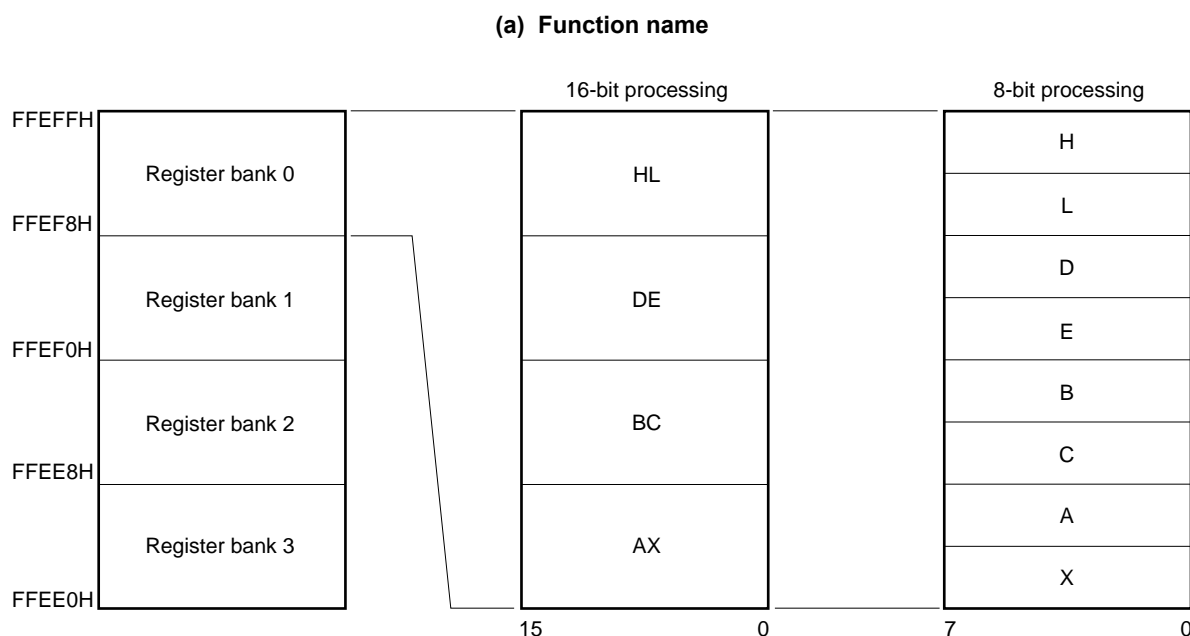 (a) Function name
16-bit processing
8-bit processing
FFEFFH
Register bank 0
HL
H
L
FFEF8H
Register bank 1
DE
D
E
FFEF0H
Register bank 2
BC
B
C
FFEE8H
Register bank 3
AX
A
X
FFEE0H
15
0
7
0